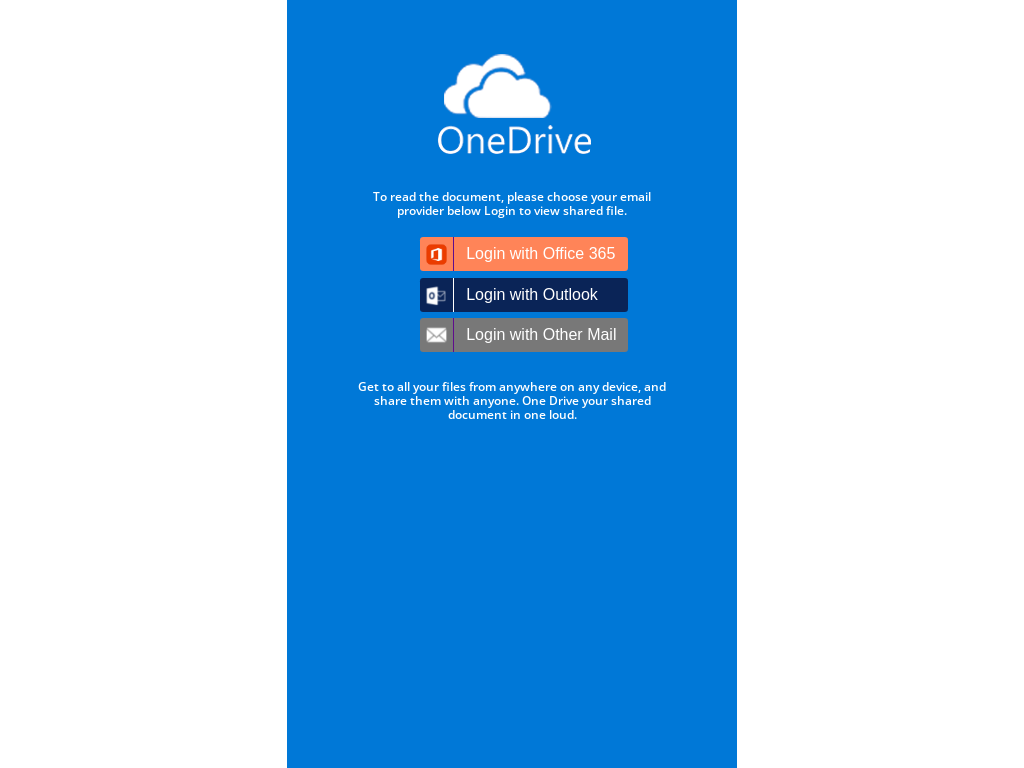 OneDrive
To read the document, please choose your email
provider below Login to view shared file.
Login with Office 365
Login with Outlook
Login with Other Mail
Get to all your files from anywhere on any device, and
share them with anyone. One Drive your shared
document in one loud.